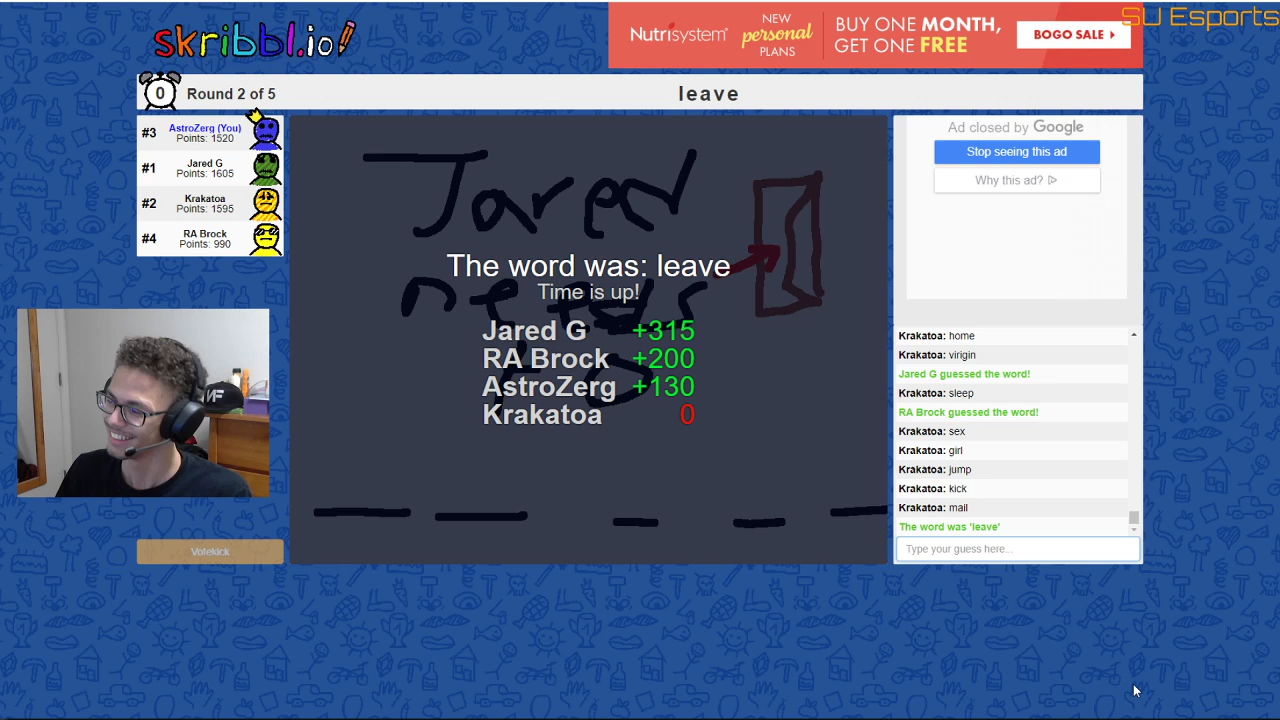 SU Esports
skribbl.io
Nutrisystem®
NEW
personal
PLANS
BUY ONE MONTH,
GET ONE FREE
BOGO SALE
0
Round 2 of 5
leave
#3
AstroZerg (You)
Points: 1520
#1
Jared G
Points: 1605
#2
Krakatoa
Points: 1595
#4
RA Brock
Points: 990
Jared
needs
to
The word was: leave
Time is up!
Jared G +315
RA Brock +200
AstroZerg +130
Krakatoa 0
Votekick
Ad closed by Google
Stop seeing this ad
Why this ad?
Krakatoa: home
Krakatoa: virigin
Jared G guessed the word!
Krakatoa: sleep
RA Brock guessed the word!
Krakatoa: sex
Krakatoa: girl
Krakatoa: jump
Krakatoa: kick
Krakatoa: mail
The word was 'leave'
Type your guess here...
NF